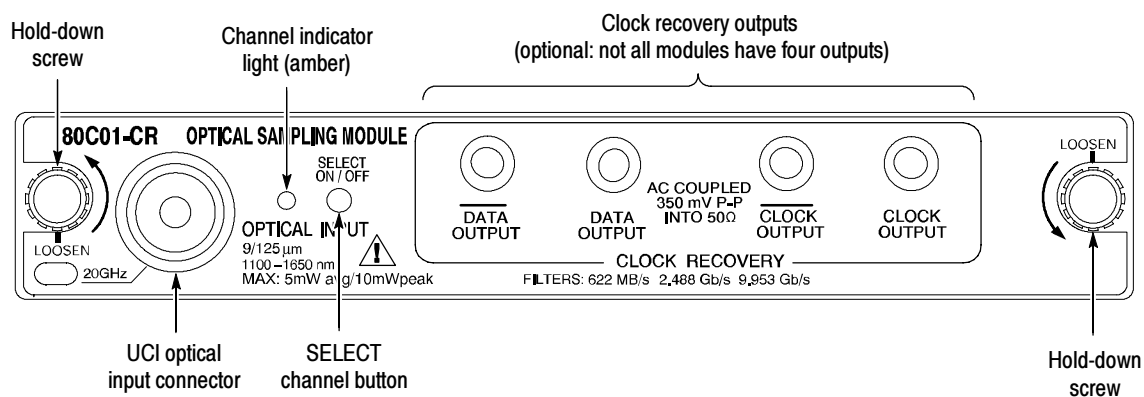 Hold-down
screw
Channel indicator
light (amber)
Clock recovery outputs
(optional: not all modules have four outputs)
80C01-CR OPTICAL SAMPLING MODULE
LOOSEN
20GHz
SELECT
ON / OFF
OPTICAL INPUT
9/125 μm
1100-1650 nm
MAX: 5mW avg/10mWpeak
DATA
OUTPUT
DATA
OUTPUT
AC COUPLED
350 mV P-P
INTO 50Ω
CLOCK
OUTPUT
CLOCK
OUTPUT
CLOCK RECOVERY
FILTERS: 622 MB/s 2.488 Gb/s 9.953 Gb/s
LOOSEN
UCI optical
input connector
SELECT
channel button
Hold-down
screw